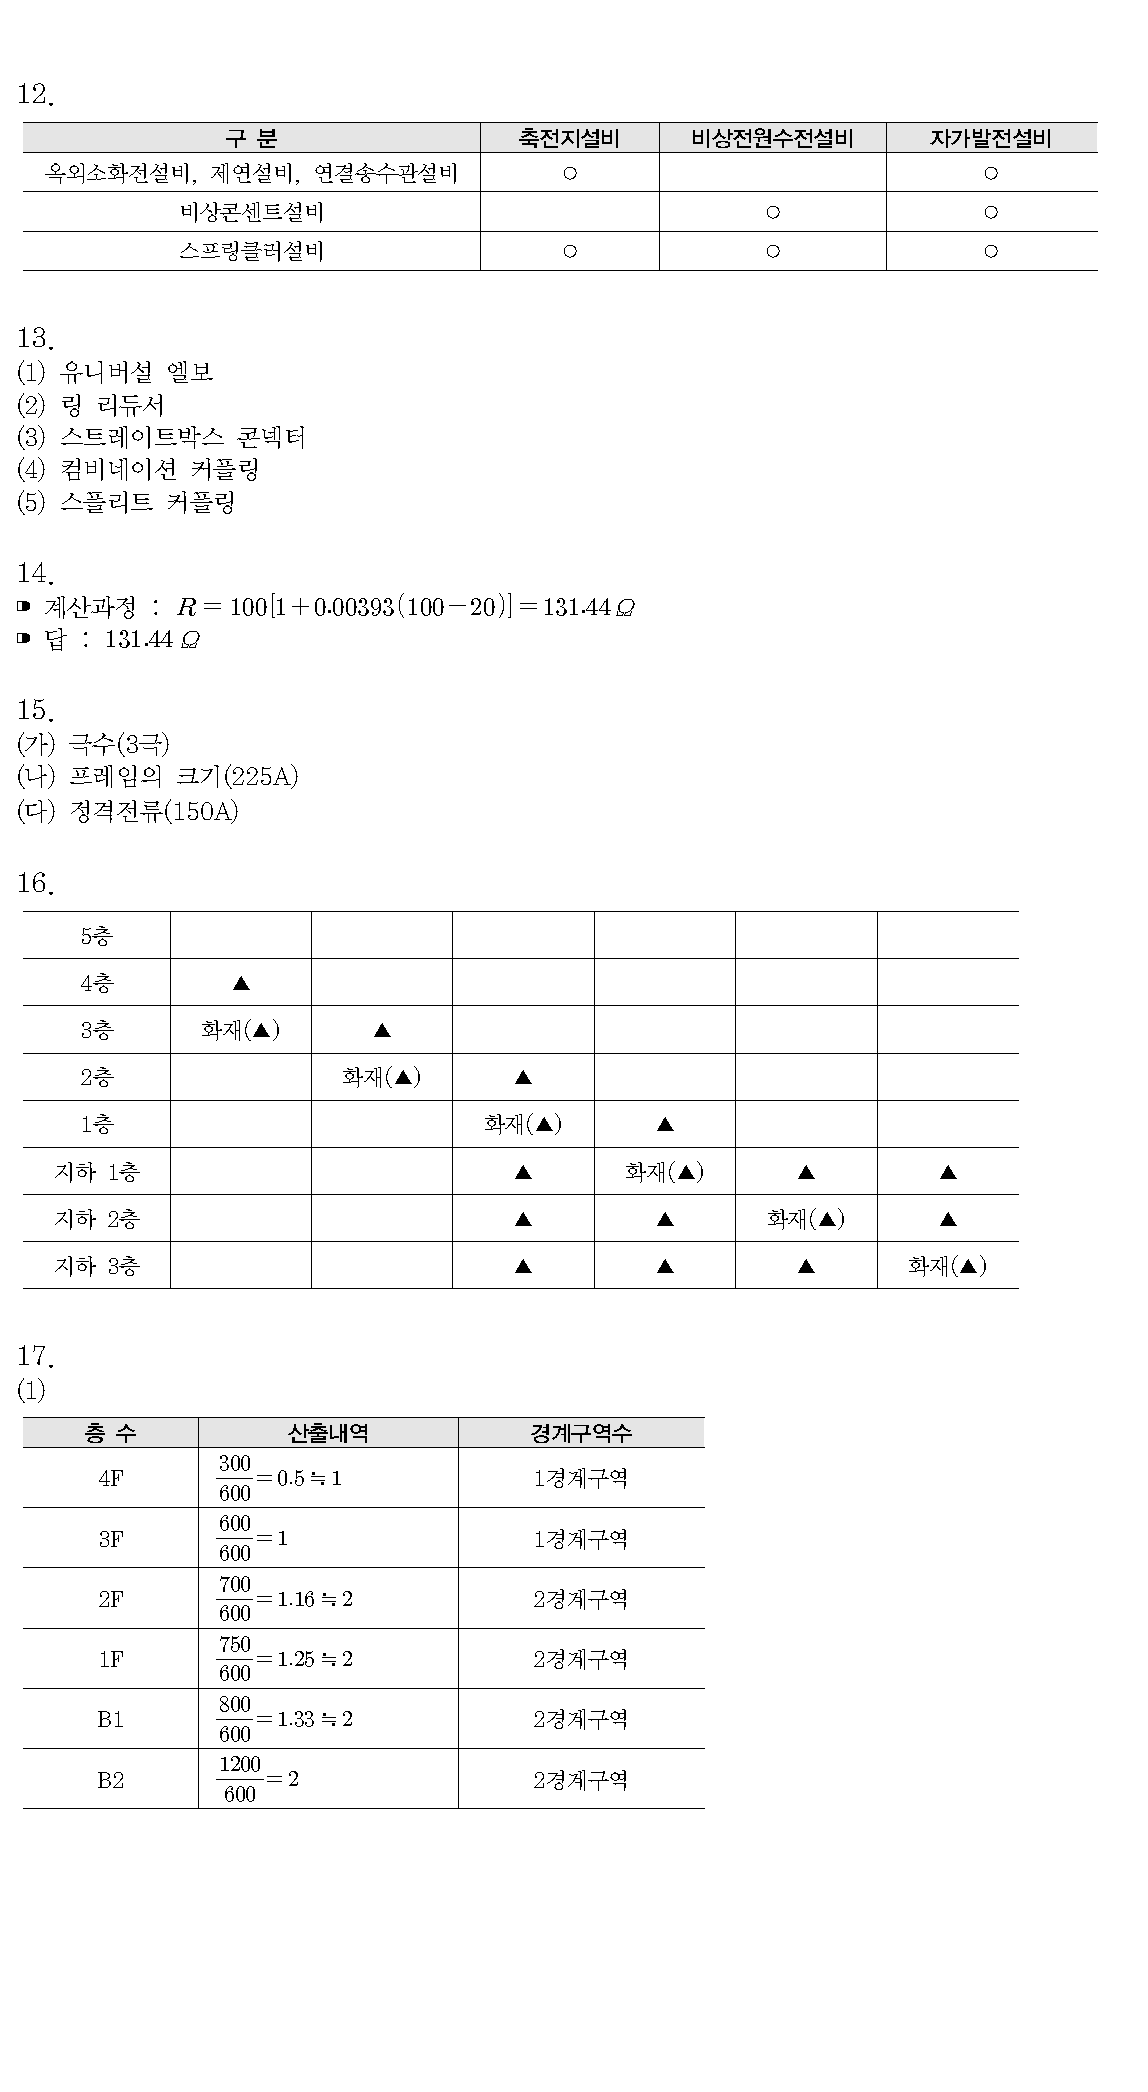 12.
구 분 축전지설비 비상전원수전설비 자가발전설비
옥외소화전설비, 제연설비, 연결송수관설비 ○ ○
비상콘센트설비 ○ ○
스프링클러설비 ○ ○ ○
13.
(1) 유니버설 엘보
(2) 링 리듀서
(3) 스트레이트박스 콘넥터
(4) 컴비네이션 커플링
(5) 스플리트 커플링
14.
계산과정 : R = 100[1+0.00393(100-20)] = 131.44Ω
답 : 131.44Ω
15.
(가) 극수(3극)
(나) 프레임의 크기(225A)
(다) 정격전류(150A)
16.
5층
4층 ▲
3층 화재(▲) ▲
2층 화재(▲) ▲
1층 화재(▲) ▲
지하 1층 ▲ 화재(▲) ▲ ▲
지하 2층 ▲ ▲ 화재(▲) ▲
지하 3층 ▲ ▲ ▲ 화재(▲)
17.
(1)
층 수 산출내역 경계구역수
4F 300/600 = 0.5 ≒ 1 1경계구역
3F 600/600 = 1 1경계구역
2F 700/600 = 1.16 ≒ 2 2경계구역
1F 750/600 = 1.25 ≒ 2 2경계구역
B1 800/600 = 1.33 ≒ 2 2경계구역
B2 1200/600 = 2 2경계구역